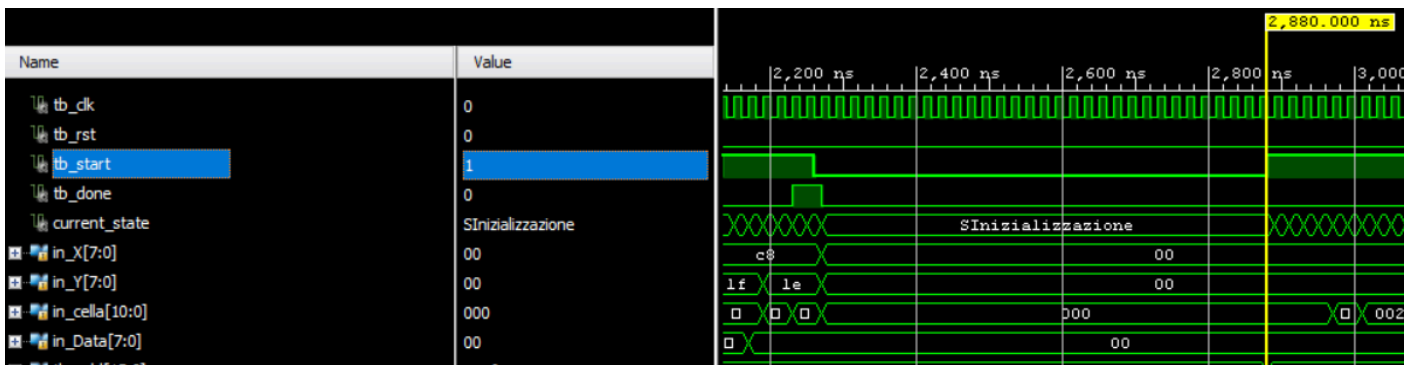 2,880.000 ns
Name Value
2,200 ns 2,400 ns 2,600 ns 2,800 ns 3,000
tb_clk 0
tb_rst 0
tb_start 1
tb_done 0
current_state SInizializzazione SInizializzazione
in_X[7:0] 00 c8 00
in_Y[7:0] 00 1f 1e 00
in_cella[10:0] 000 000 002
in_Data[7:0] 00 00